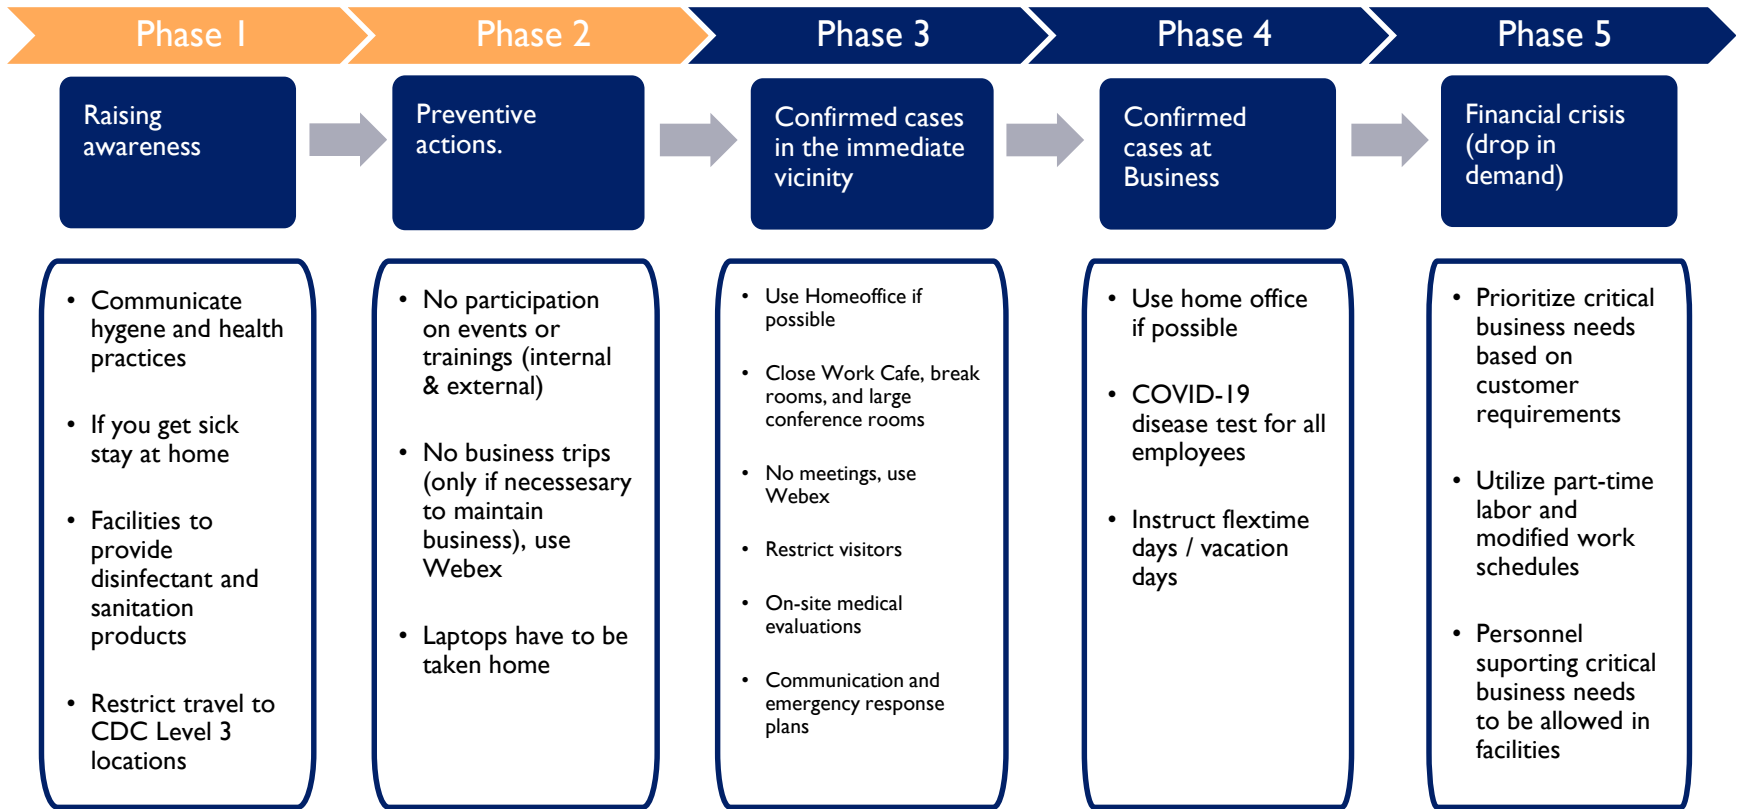 Phase 1
Phase 2
Phase 3
Phase 4
Phase 5
Raising
awareness
Preventive
actions.
Confirmed cases
in the immediate
vicinity
Confirmed
cases at
Business
Financial crisis
(drop in
demand)
• Communicate
hygene and health
practices
• If you get sick
stay at home
• Facilities to
provide
disinfectant and
sanitation
products
• Restrict travel to
CDC Level 3
locations
• No participation
on events or
trainings (internal
& external)
• No business trips
(only if necessesary
to maintain
business), use
Webex
• Laptops have to be
taken home
• Use Homeoffice if
possible
• Close Work Cafe, break
rooms, and large
conference rooms
• No meetings, use
Webex
• Restrict visitors
• On-site medical
evaluations
• Communication and
emergency response
plans
• Use home office
if possible
• COVID-19
disease test for all
employees
• Instruct flextime
days / vacation
days
• Prioritize critical
business needs
based on
customer
requirements
• Utilize part-time
labor and
modified work
schedules
• Personnel
suporting critical
business needs
to be allowed in
facilities